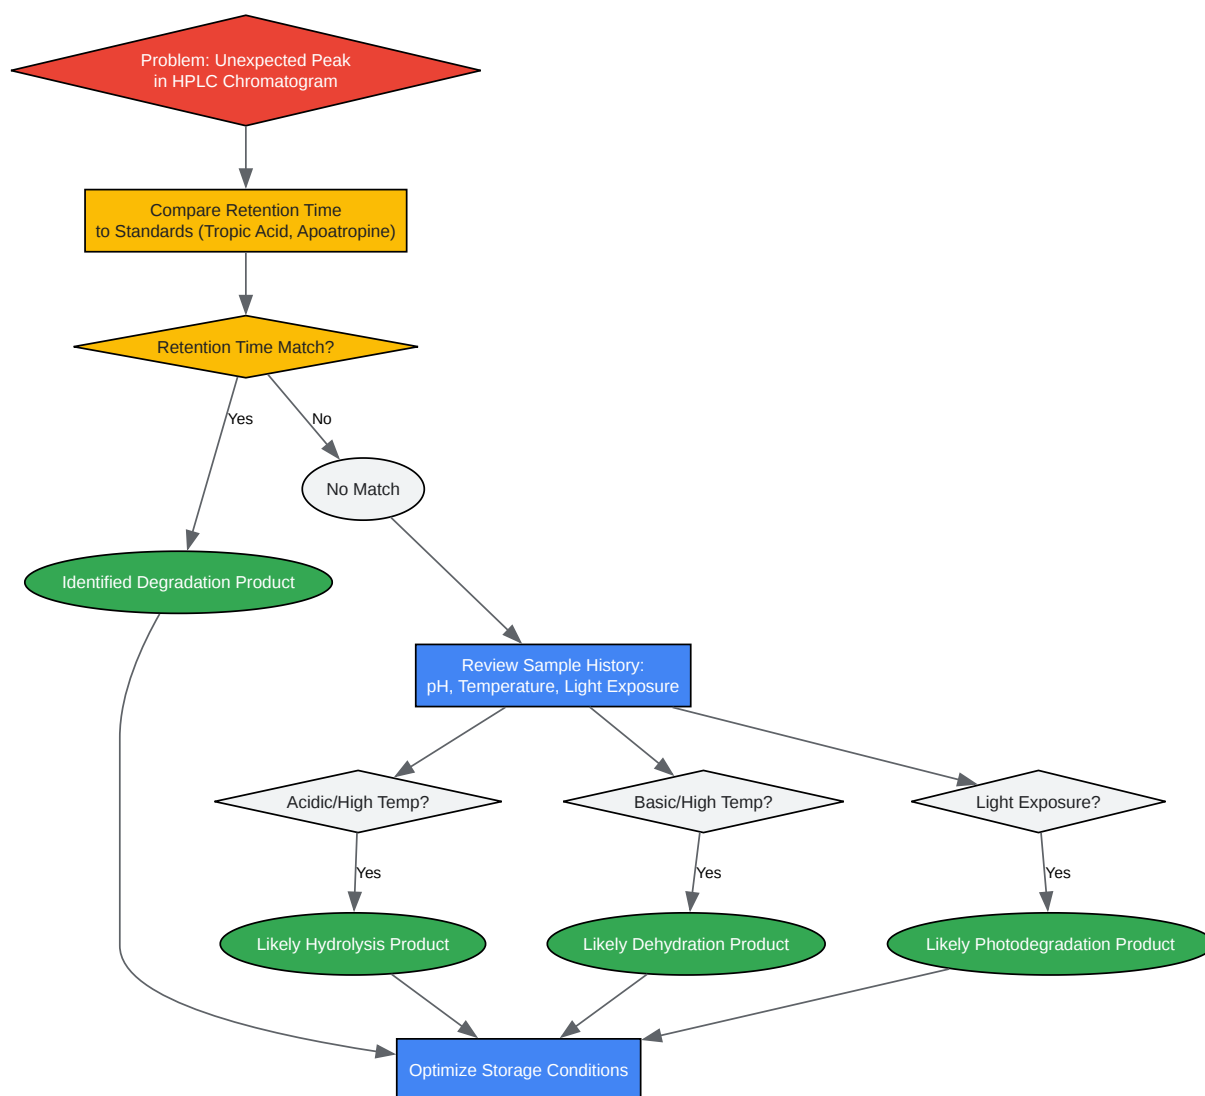 Problem: Unexpected Peak
in HPLC Chromatogram
Compare Retention Time
to Standards (Tropic Acid, Apoatropine)
Retention Time Match?
Yes
No
No Match
Identified Degradation Product
Review Sample History:
pH, Temperature, Light Exposure
Acidic/High Temp?
Basic/High Temp?
Light Exposure?
Yes
Yes
Yes
Likely Hydrolysis Product
Likely Dehydration Product
Likely Photodegradation Product
Optimize Storage Conditions